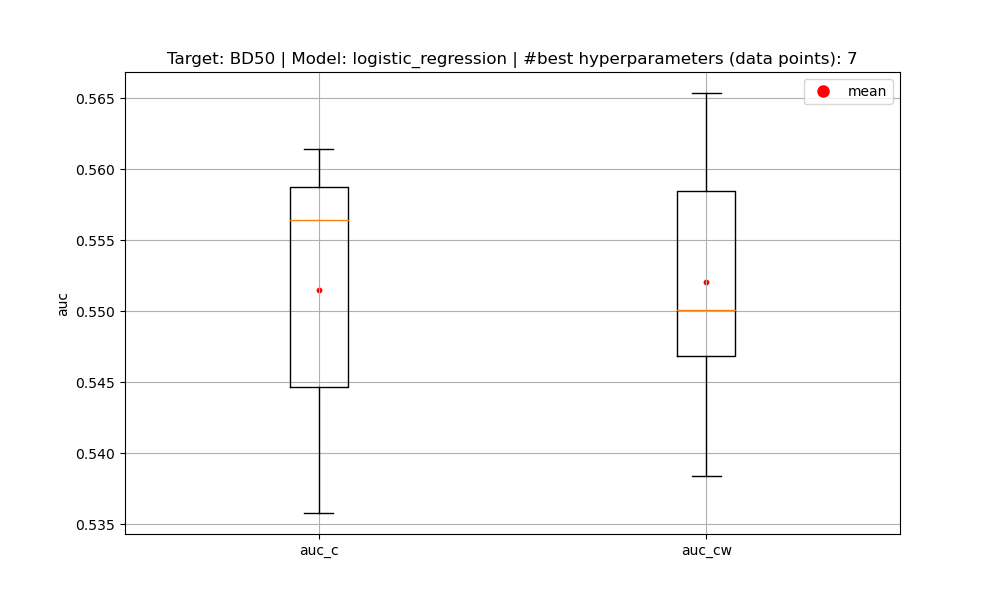 Target: BD50 | Model: logistic_regression | #best hyperparameters (data points): 7
mean
0.565
0.560
0.555
0.550
0.545
0.540
0.535
auc
auc_c
auc_cw